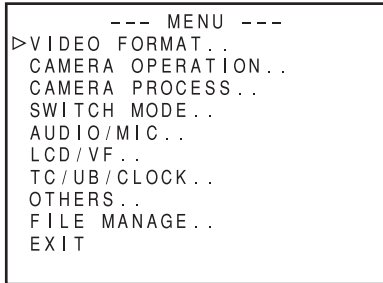 --- MENU ---
▷VIDEO FORMAT..
CAMERA OPERATION..
CAMERA PROCESS..
SWITCH MODE..
AUDIO/MIC..
LCD/VF..
TC/UB/CLOCK..
OTHERS..
FILE MANAGE..
EXIT